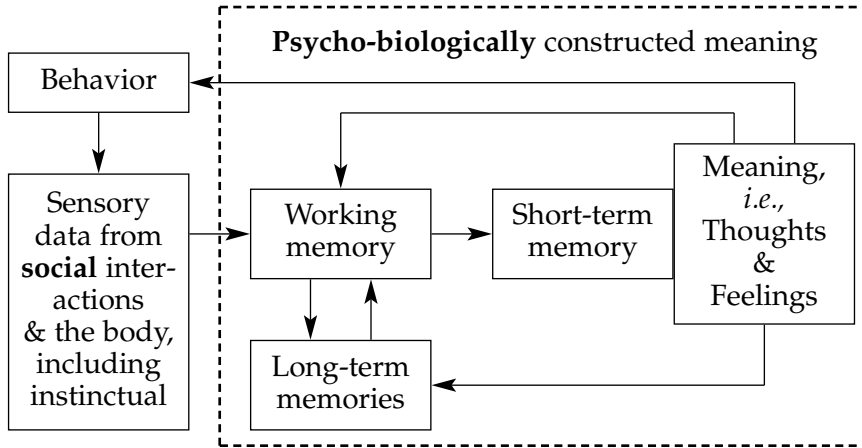 Psycho-biologically constructed meaning
Behavior
Sensory
data from
social inter-
actions
& the body,
including
instinctual
Working
memory
Short-term
memory
Meaning,
i.e.,
Thoughts
&
Feelings
Long-term
memories